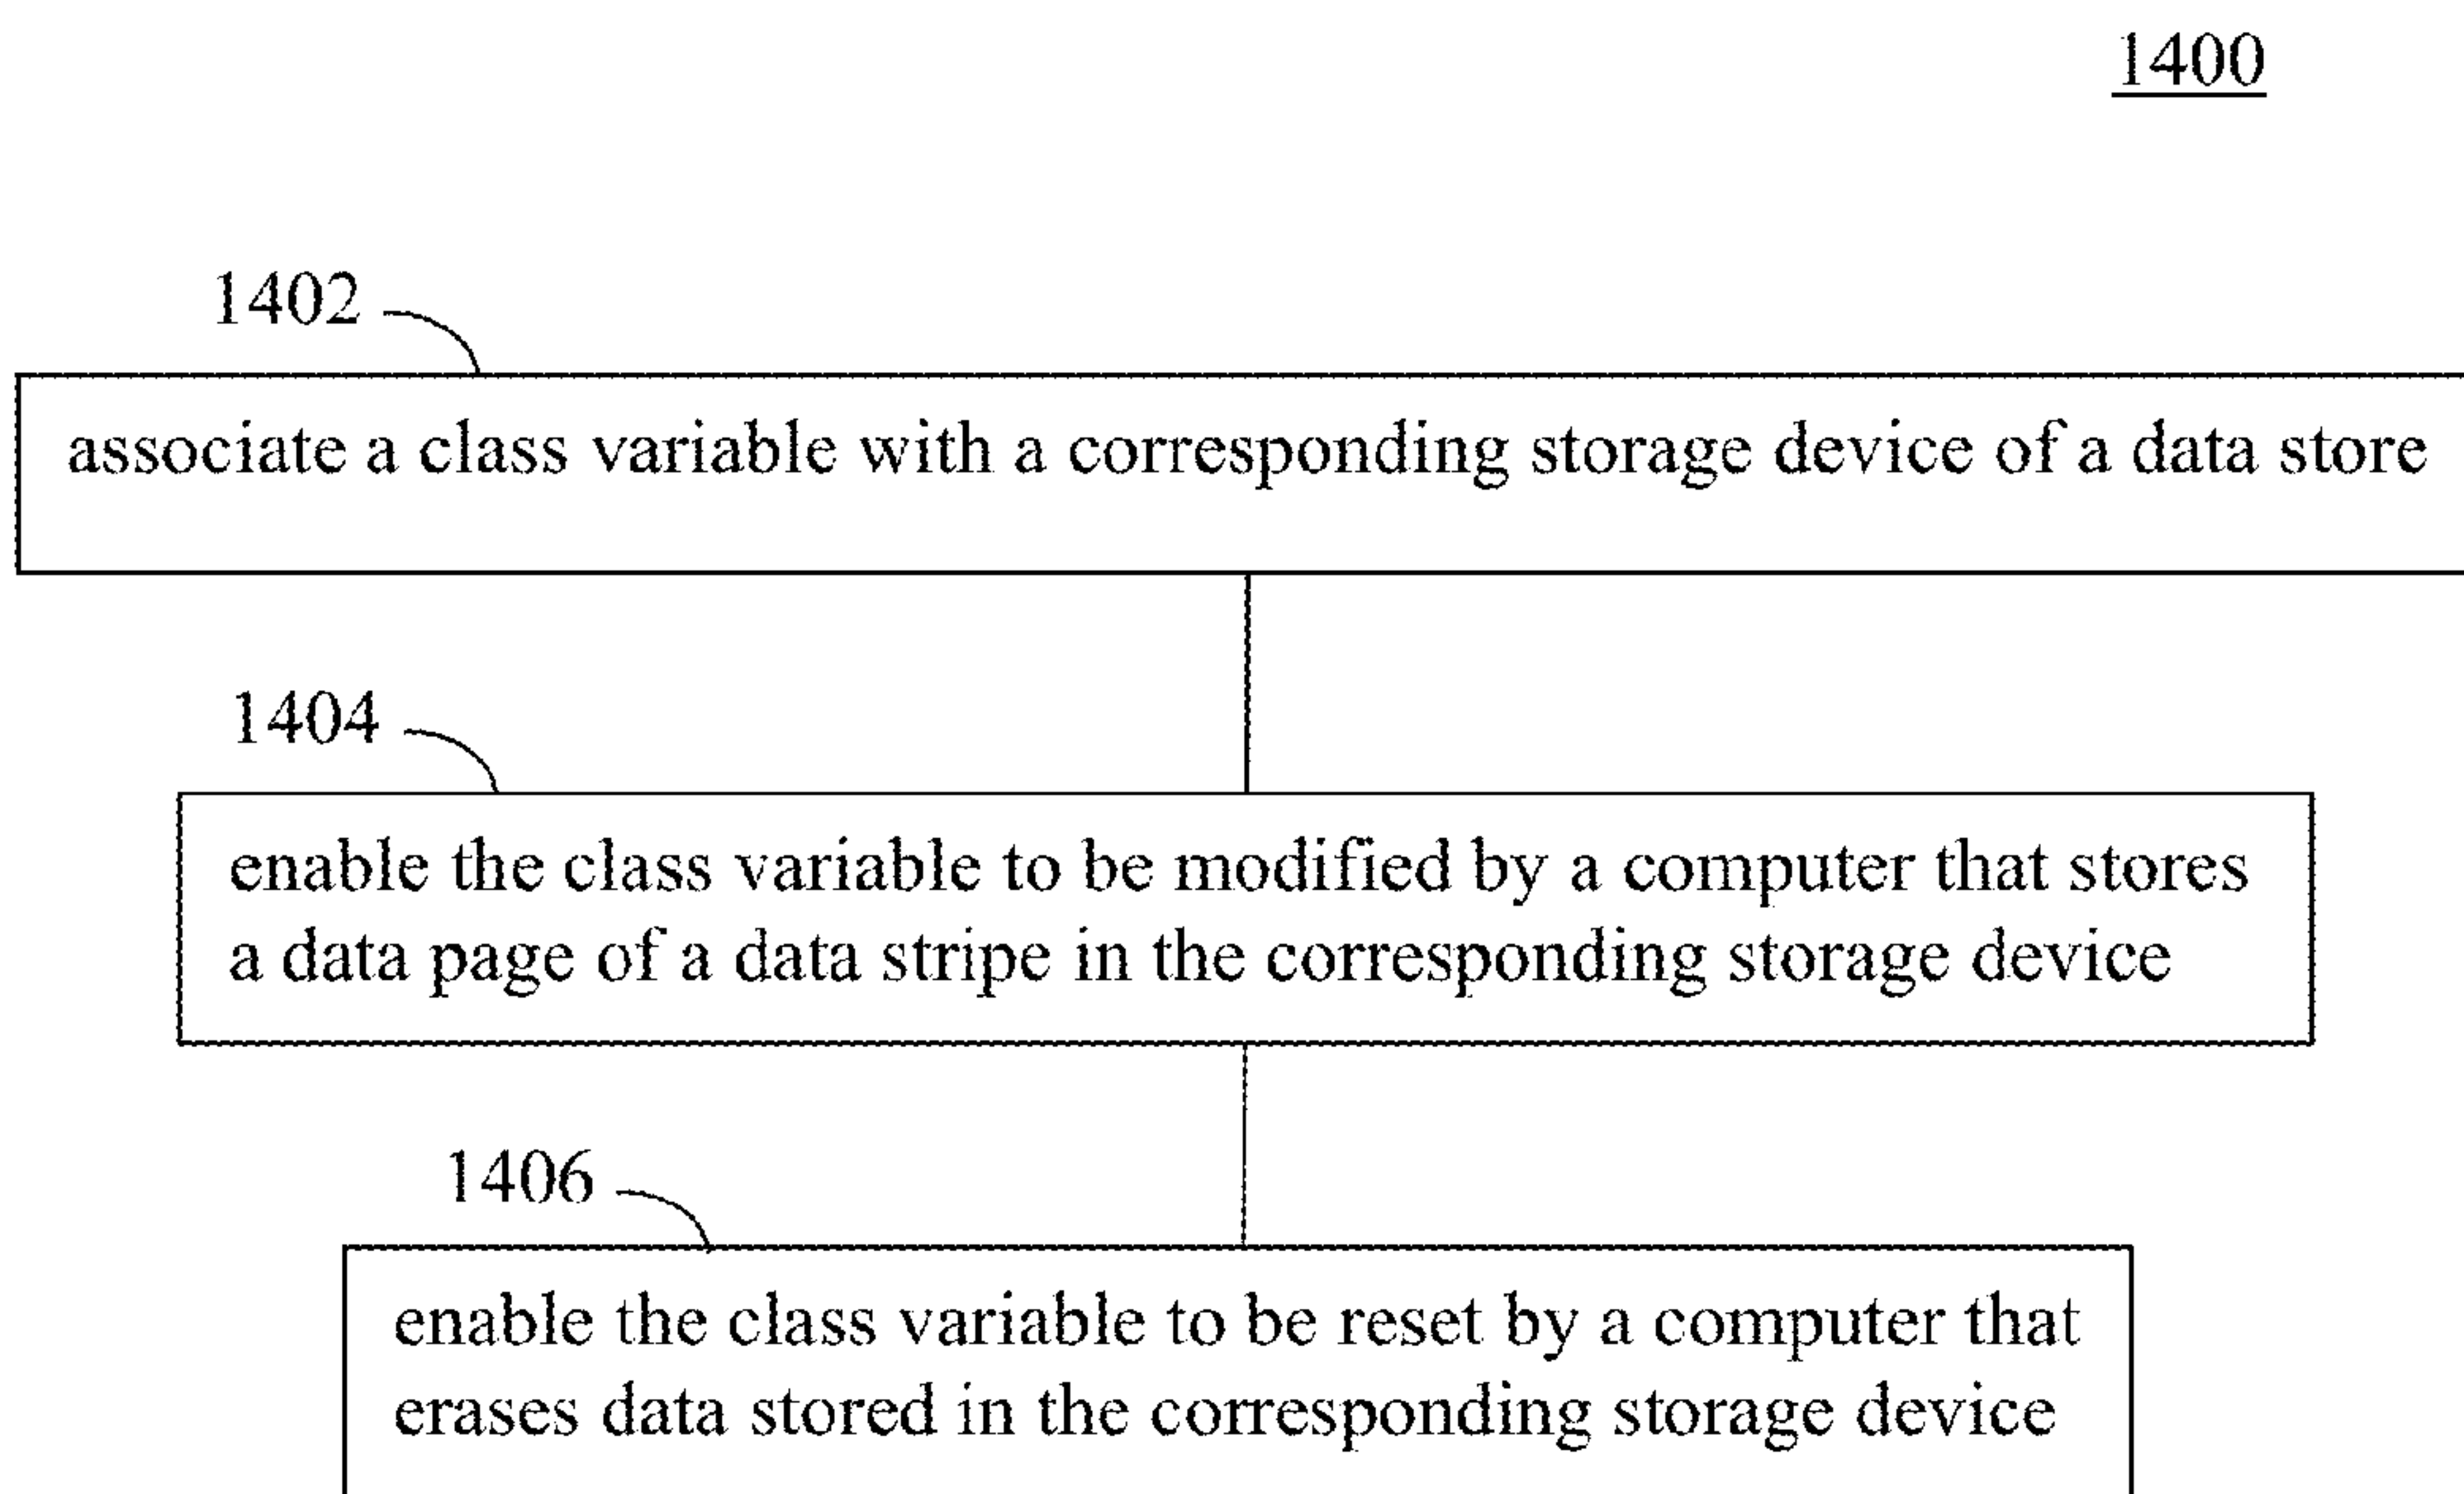 1400
1402
associate a class variable with a corresponding storage device of a data store
1404
enable the class variable to be modified by a computer that stores
a data page of a data stripe in the corresponding storage device
1406
enable the class variable to be reset by a computer that
erases data stored in the corresponding storage device